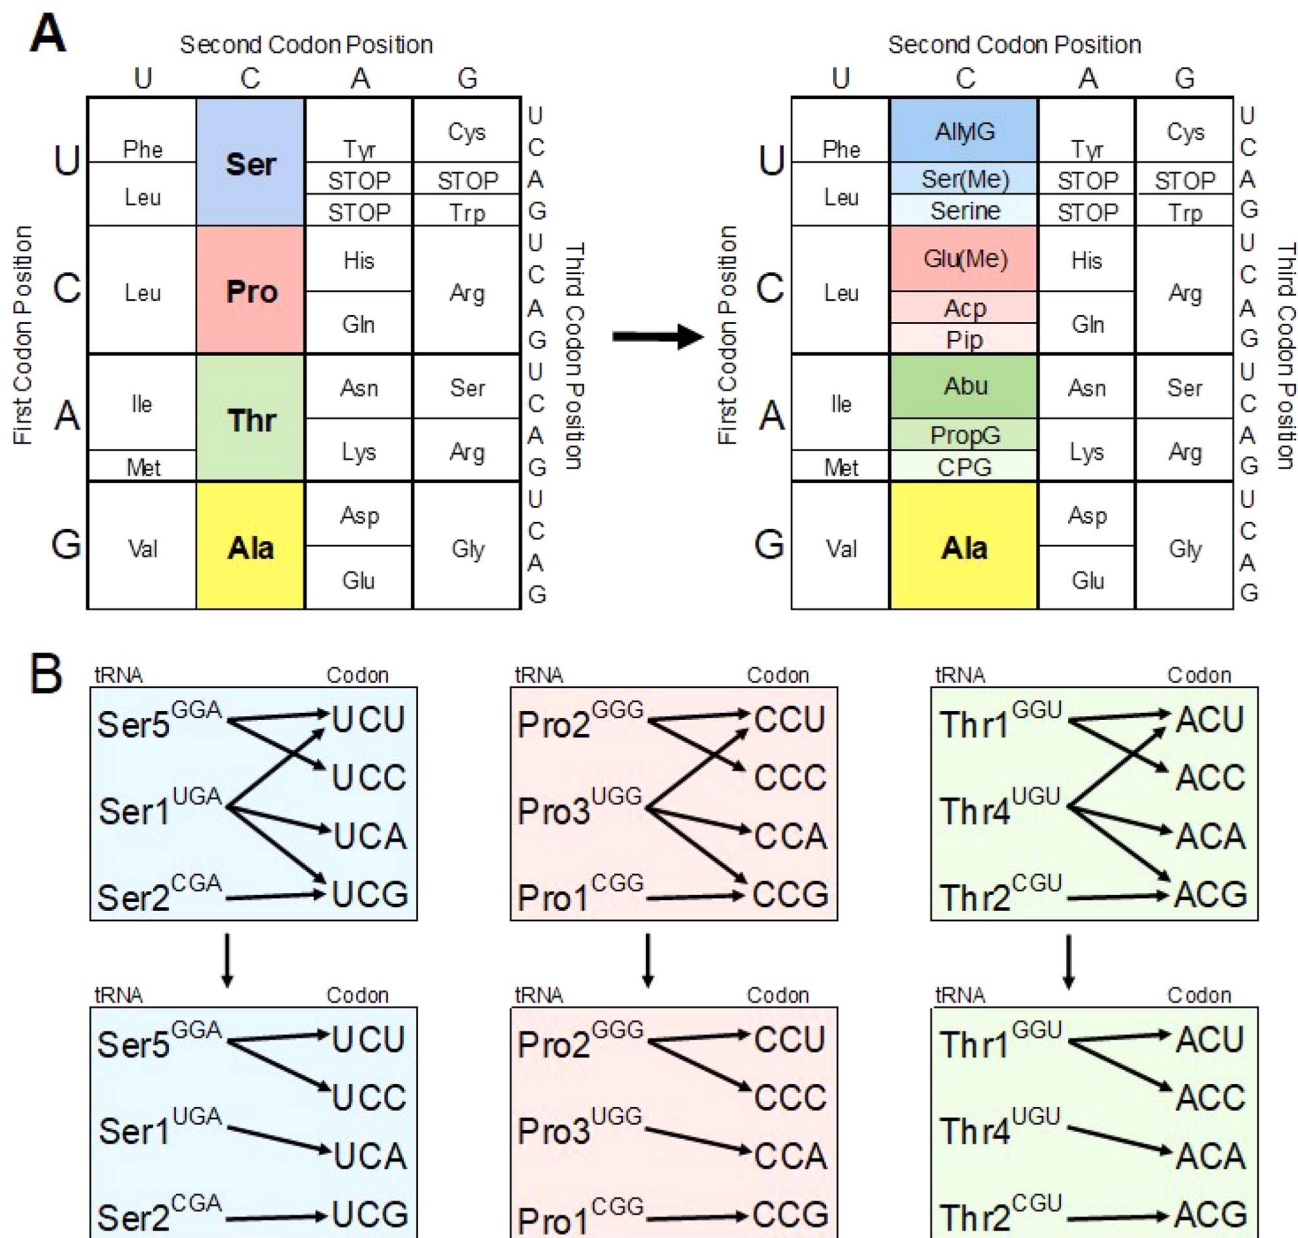 A
Second Codon Position
Second Codon Position
U C A G
U C A G
First Codon Position
U
Phe
Leu
Ser
Tyr
STOP
STOP
Cys
STOP
Trp
U
C
A
G
C
Leu
Pro
His
Gln
Arg
U
C
A
G
A
Ile
Met
Thr
Asn
Lys
Ser
Arg
U
C
A
G
G
Val
Ala
Asp
Glu
Gly
U
C
A
G
Third Codon Position
First Codon Position
U
Phe
Leu
AllylG
Ser(Me)
Serine
Tyr
STOP
STOP
Cys
STOP
Trp
U
C
A
G
C
Leu
Glu(Me)
Acp
Pip
His
Gln
Arg
U
C
A
G
A
Ile
Met
Abu
PropG
CPG
Asn
Lys
Ser
Arg
U
C
A
G
G
Val
Ala
Asp
Glu
Gly
U
C
A
G
Third Codon Position
B
tRNA Codon
Ser5GGA UCU
UCC
Ser1UGA
UCA
Ser2CGA UCG
tRNA Codon
Pro2GGG CCU
CCC
Pro3UGG
CCA
Pro1CGG CCG
tRNA Codon
Thr1GGU ACU
ACC
Thr4UGU
ACA
Thr2CGU ACG
tRNA Codon
Ser5GGA UCU
UCC
Ser1UGA
UCA
Ser2CGA UCG
tRNA Codon
Pro2GGG CCU
CCC
Pro3UGG
CCA
Pro1CGG CCG
tRNA Codon
Thr1GGU ACU
ACC
Thr4UGU
ACA
Thr2CGU ACG